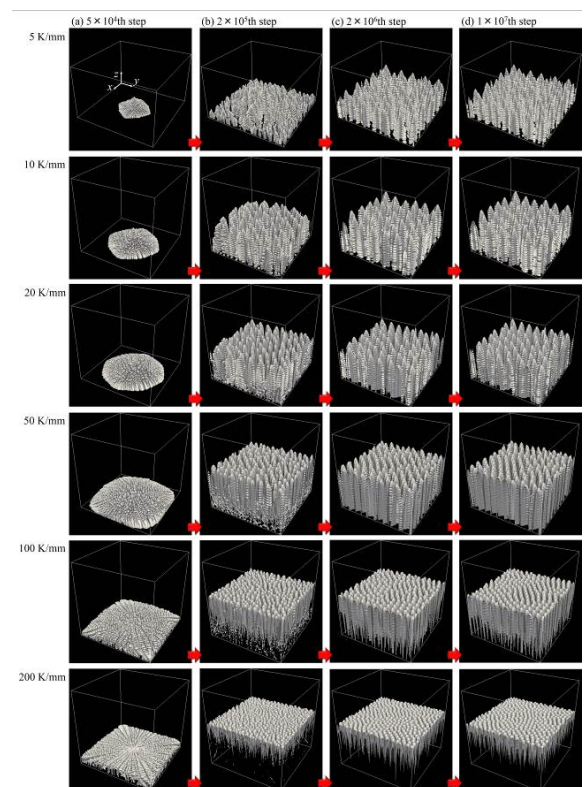 (a) 5×10⁴th step (b) 2×10⁵th step (c) 2×10⁶th step (d) 1×10⁷th step
5 K/mm
z
x y
10 K/mm
20 K/mm
50 K/mm
100 K/mm
200 K/mm